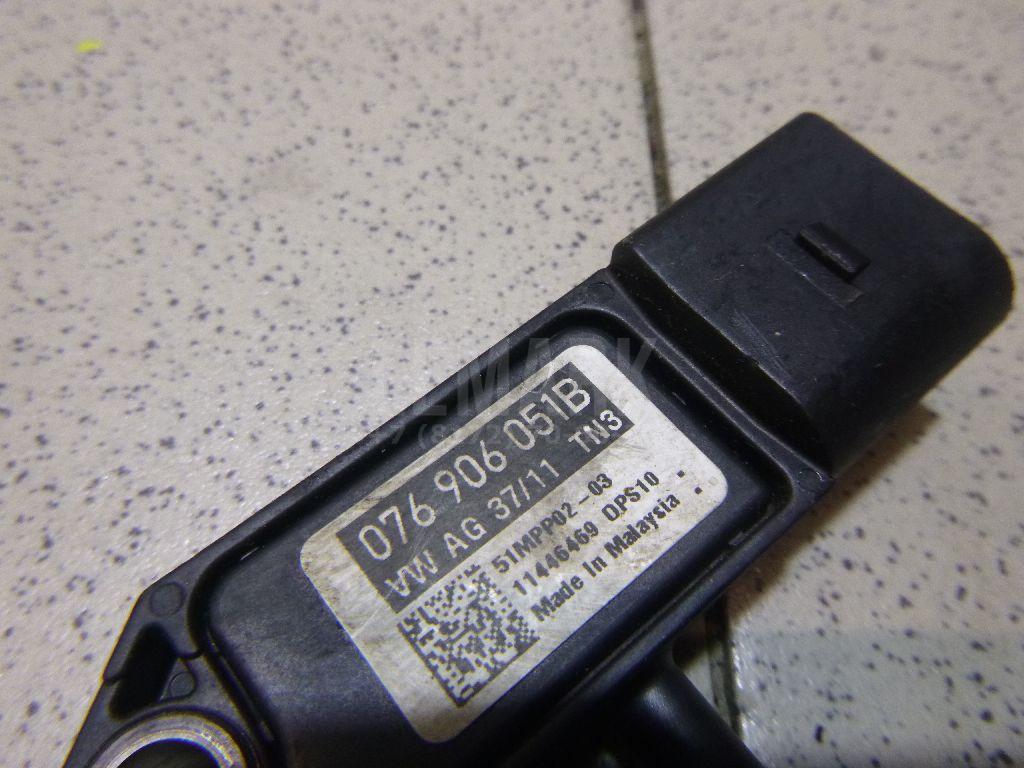 076 906 051B
VW AG 37/11 TN3
51MPP02-03
11446469 DPS10
Made In Malaysia